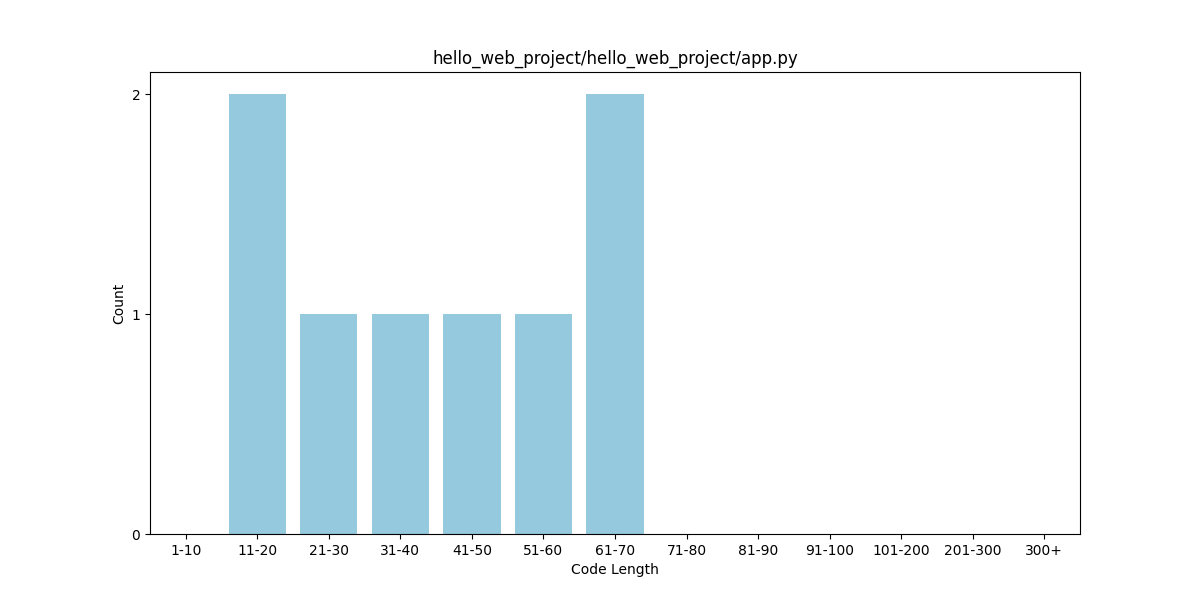 hello_web_project/hello_web_project/app.py
Count
2
1
0
1-10 11-20 21-30 31-40 41-50 51-60 61-70 71-80 81-90 91-100 101-200 201-300 300+
Code Length